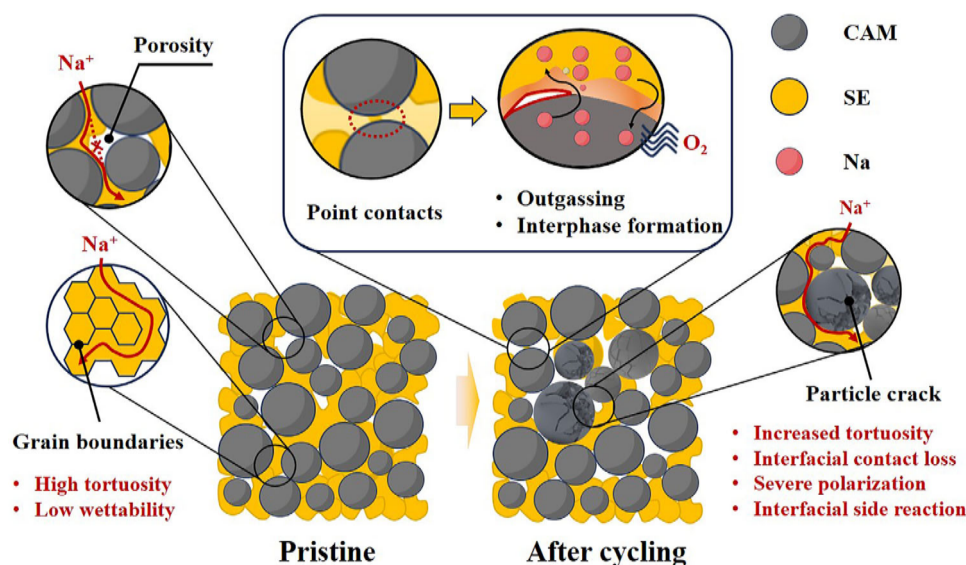 Na⁺
Porosity
Point contacts
• Outgassing
• Interphase formation
O₂
CAM
SE
Na
Na⁺
Grain boundaries
• High tortuosity
• Low wettability
Na⁺
Particle crack
• Increased tortuosity
• Interfacial contact loss
• Severe polarization
• Interfacial side reaction
Pristine
After cycling